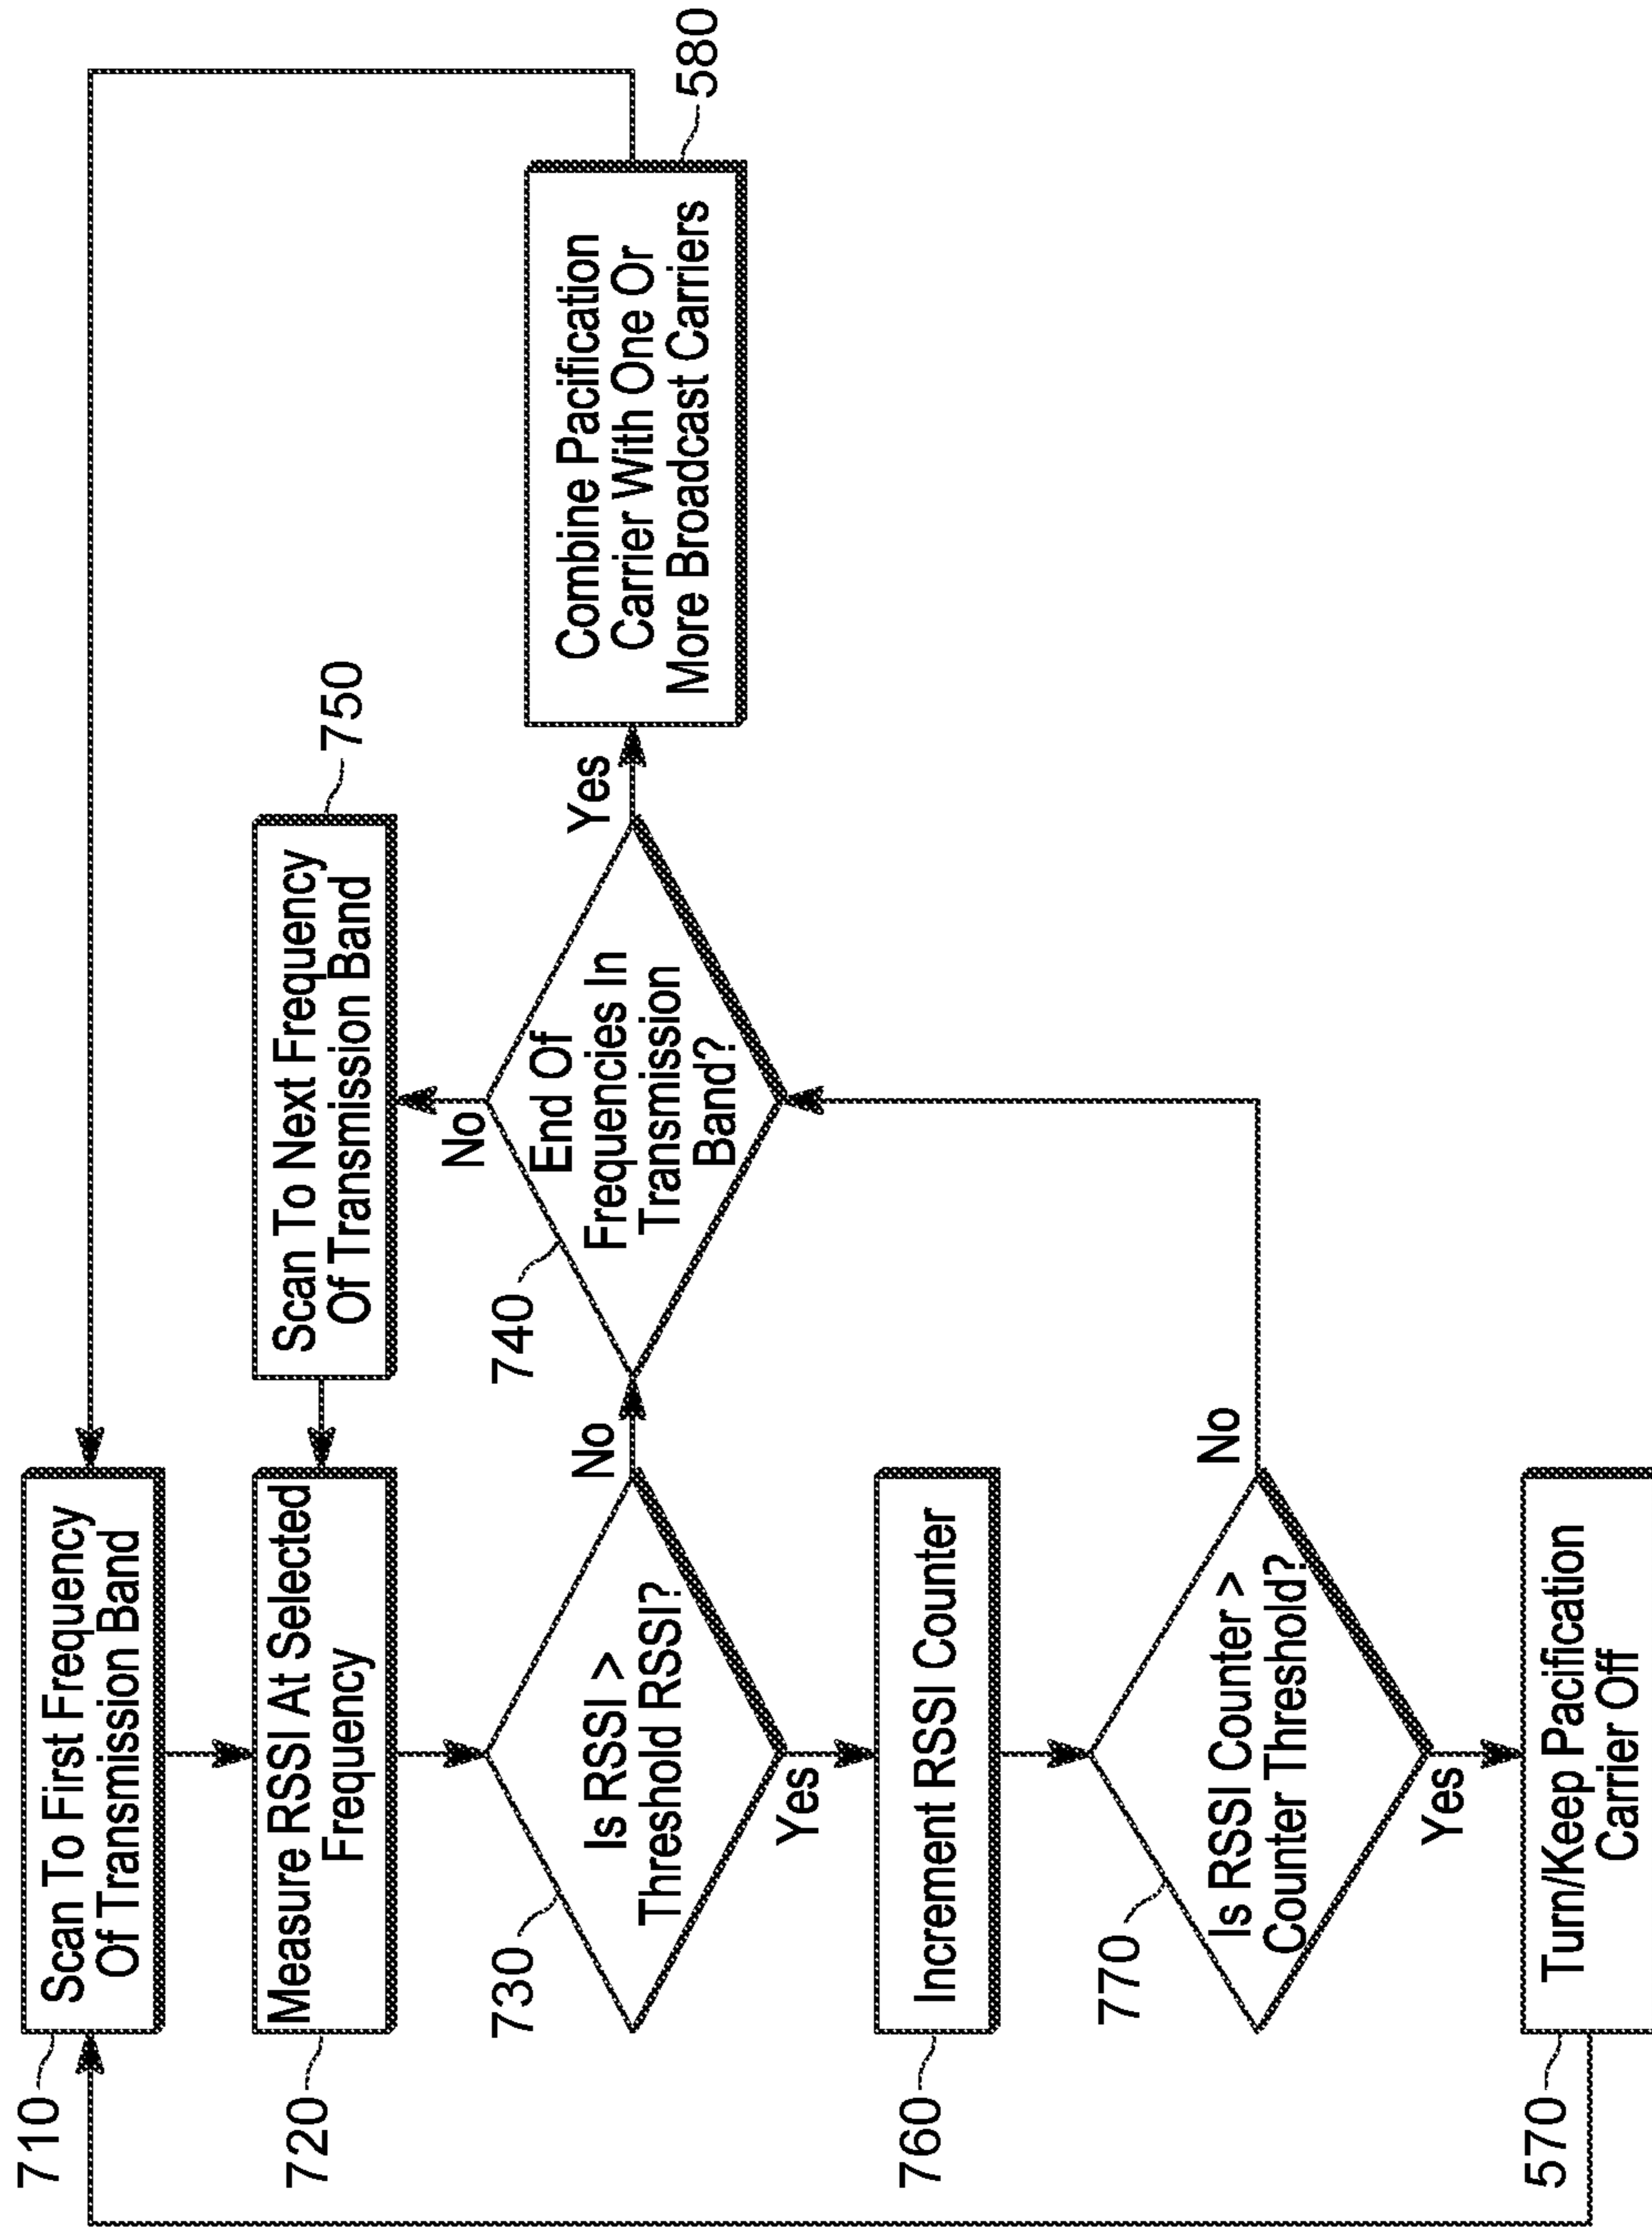 710
Scan To First Frequency
Of Transmission Band
720
Measure RSSI At Selected
Frequency
750
Scan To Next Frequency
Of Transmission Band
730
Is RSSI >
Threshold RSSI?
No
Yes
740
End Of
Frequencies In
Transmission
Band?
No
Yes
580
Combine Pacification
Carrier With One Or
More Broadcast Carriers
760
Increment RSSI Counter
770
Is RSSI Counter >
Counter Threshold?
No
Yes
570
Turn/Keep Pacification
Carrier Off